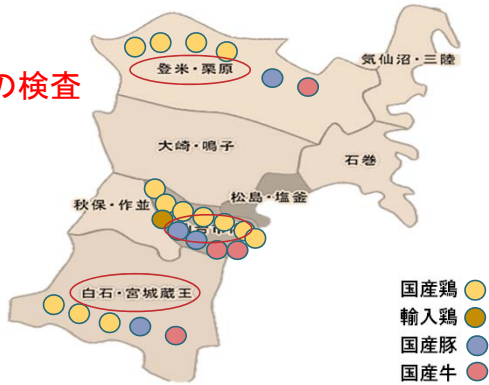 の検査
登米・栗原
気仙沼・三陸
大崎・鳴子
石巻
松島・塩釜
秋保・作並
白石・宮城蔵王
国産鶏
輸入鶏
国産豚
国産牛